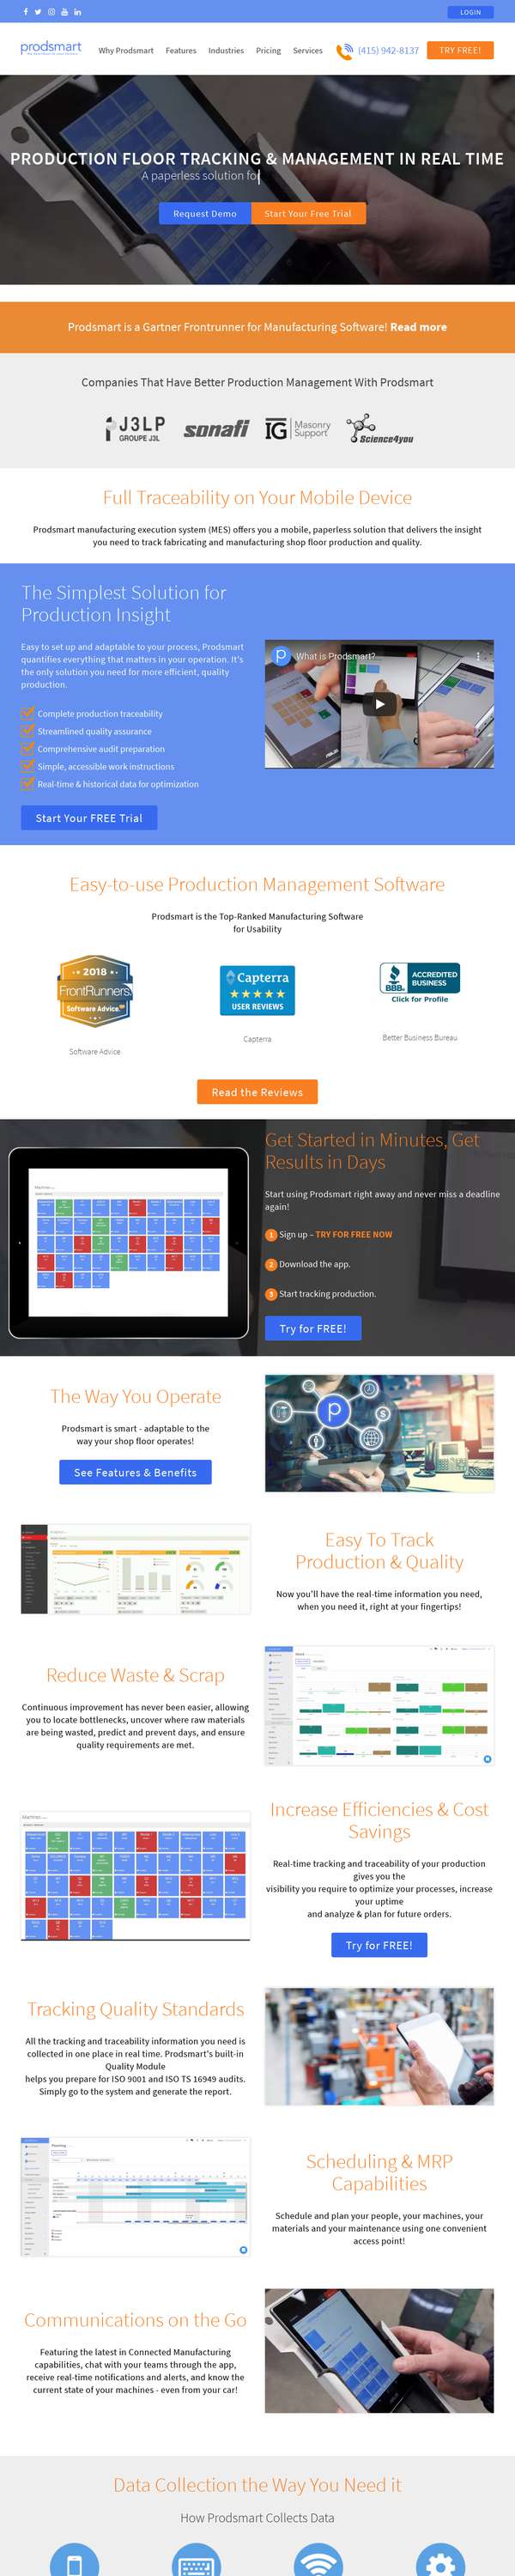 LOGIN
prodsmart
Why Prodsmart
Features
Industries
Pricing
Services
(415) 942-8137
TRY FREE!
PRODUCTION FLOOR TRACKING & MANAGEMENT IN REAL TIME
A paperless solution for
Request Demo
Start Your Free Trial
Prodsmart is a Gartner Frontrunner for Manufacturing Software! Read more
Companies That Have Better Production Management With Prodsmart
J3LP
GROUPE J3L
sonafi
IG Masonry
Support
Science4you
Full Traceability on Your Mobile Device
Prodsmart manufacturing execution system (MES) offers you a mobile, paperless solution that delivers the insight
you need to track fabricating and manufacturing shop floor production and quality.
The Simplest Solution for
Production Insight
Easy to set up and adaptable to your process, Prodsmart
quantifies everything that matters in your operation. It's
the only solution you need for more efficient, quality
production.
What is Prodsmart?
Complete production traceability
Streamlined quality assurance
Comprehensive audit preparation
Simple, accessible work instructions
Real-time & historical data for optimization
Start Your FREE Trial
Easy-to-use Production Management Software
Prodsmart is the Top-Ranked Manufacturing Software
for Usability
2018
FrontRunners
Software Advice
Software Advice
Capterra
USER REVIEWS
Capterra
BBB
ACCREDITED
BUSINESS
Click for Profile
Better Business Bureau
Read the Reviews
Get Started in Minutes, Get
Results in Days
Start using Prodsmart right away and never miss a deadline
again!
1 Sign up – TRY FOR FREE NOW
2 Download the app.
3 Start tracking production.
Try for FREE!
The Way You Operate
Prodsmart is smart - adaptable to the
way your shop floor operates!
See Features & Benefits
Easy To Track
Production & Quality
Now you'll have the real-time information you need,
when you need it, right at your fingertips!
Reduce Waste & Scrap
Continuous improvement has never been easier, allowing
you to locate bottlenecks, uncover where raw materials
are being wasted, predict and prevent days, and ensure
quality requirements are met.
Increase Efficiencies & Cost
Savings
Real-time tracking and traceability of your production
gives you the
visibility you require to optimize your processes, increase
your uptime
and analyze & plan for future orders.
Try for FREE!
Tracking Quality Standards
All the tracking and traceability information you need is
collected in one place in real time. Prodsmart's built-in
Quality Module
helps you prepare for ISO 9001 and ISO TS 16949 audits.
Simply go to the system and generate the report.
Scheduling & MRP
Capabilities
Schedule and plan your people, your machines, your
materials and your maintenance using one convenient
access point!
Communications on the Go
Featuring the latest in Connected Manufacturing
capabilities, chat with your teams through the app,
receive real-time notifications and alerts, and know the
current state of your machines - even from your car!
Data Collection the Way You Need it
How Prodsmart Collects Data